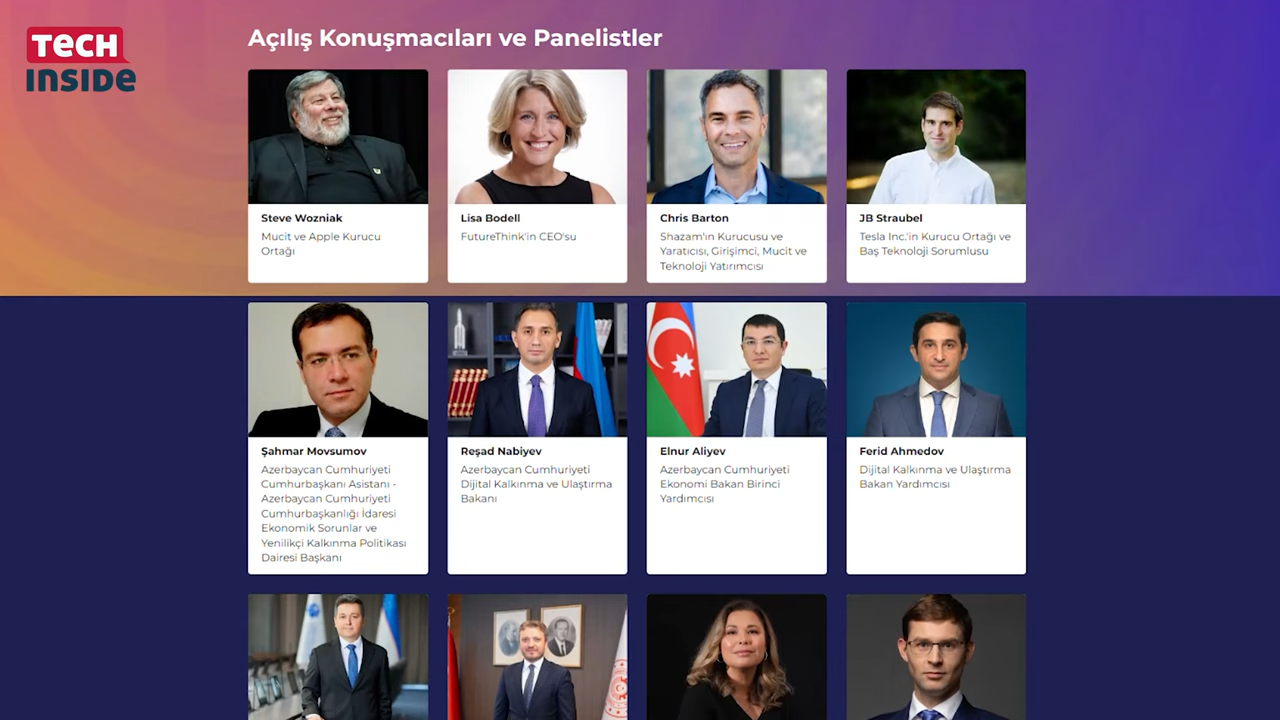 TECH
INSIDE
Açılış Konuşmacıları ve Panelistler
Steve Wozniak
Mucit ve Apple Kurucu
Ortağı
Lisa Bodell
FutureThink'in CEO'su
Chris Barton
Shazam'ın Kurucusu ve
Yaratıcısı, Girişimci, Mucit ve
Teknoloji Yatırımcısı
JB Straubel
Tesla Inc.'in Kurucu Ortağı ve
Baş Teknoloji Sorumlusu
Şahmar Movsumov
Azerbaycan Cumhuriyeti
Cumhurbaşkanı Asistanı -
Azerbaycan Cumhuriyeti
Cumhurbaşkanlığı İdaresi
Ekonomik Sorunlar ve
Yenilikçi Kalkınma Politikası
Dairesi Başkanı
Reşad Nabiyev
Azerbaycan Cumhuriyeti
Dijital Kalkınma ve Ulaştırma
Bakanı
Elnur Aliyev
Azerbaycan Cumhuriyeti
Ekonomi Bakan Birinci
Yardımcısı
Ferid Ahmedov
Dijital Kalkınma ve Ulaştırma
Bakan Yardımcısı